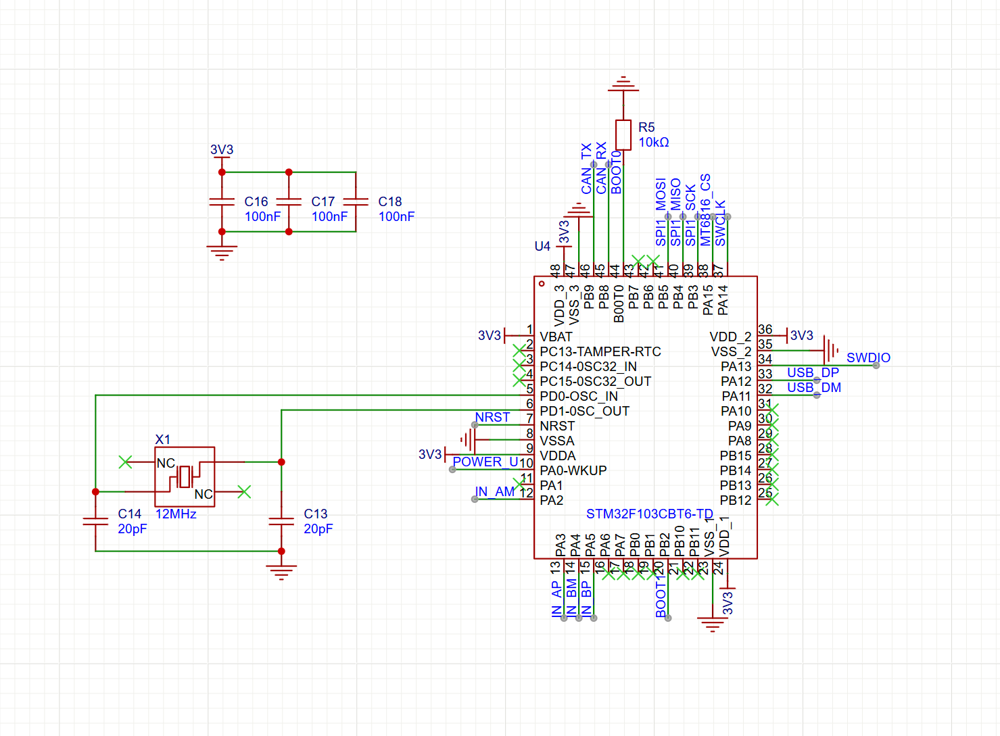 R5
10kΩ
CAN_TX
CAN_RX
BOOT0
3V3
C16
100nF
C17
100nF
C18
100nF
SPI1_MOSI
SPI1_MISO
SPI1_SCK
MT6816_CS
SWCLK
3V3
U4
48
47
46
45
44
43
42
41
40
39
38
37
VDD_3
VSS_3
PB9
PB8
B00T0
PB7
PB6
PB5
PB4
PB3
PA15
PA14
3V3
1
VBAT
2
PC13-TAMPER-RTC
3
PC14-0SC32_IN
4
PC15-0SC32_OUT
5
PD0-OSC_IN
6
PD1-0SC_OUT
NRST
7
NRST
8
VSSA
3V3
9
VDDA
POWER_U
10
PA0-WKUP
11
PA1
IN_AM
12
PA2
36
VDD_2
3V3
35
VSS_2
34
PA13
SWDIO
33
PA12
USB_DP
32
PA11
USB_DM
31
PA10
30
PA9
29
PA8
28
PB15
27
PB14
26
PB13
25
PB12
STM32F103CBT6-TD
PA3
PA4
PA5
PA6
PA7
PB0
PB1
PB2
PB10
PB11
VSS_1
VDD_1
13
14
15
16
17
18
19
20
21
22
23
24
IN_AP
IN_BM
IN_BP
BOOT1
3V3
X1
NC
NC
12MHz
C14
20pF
C13
20pF